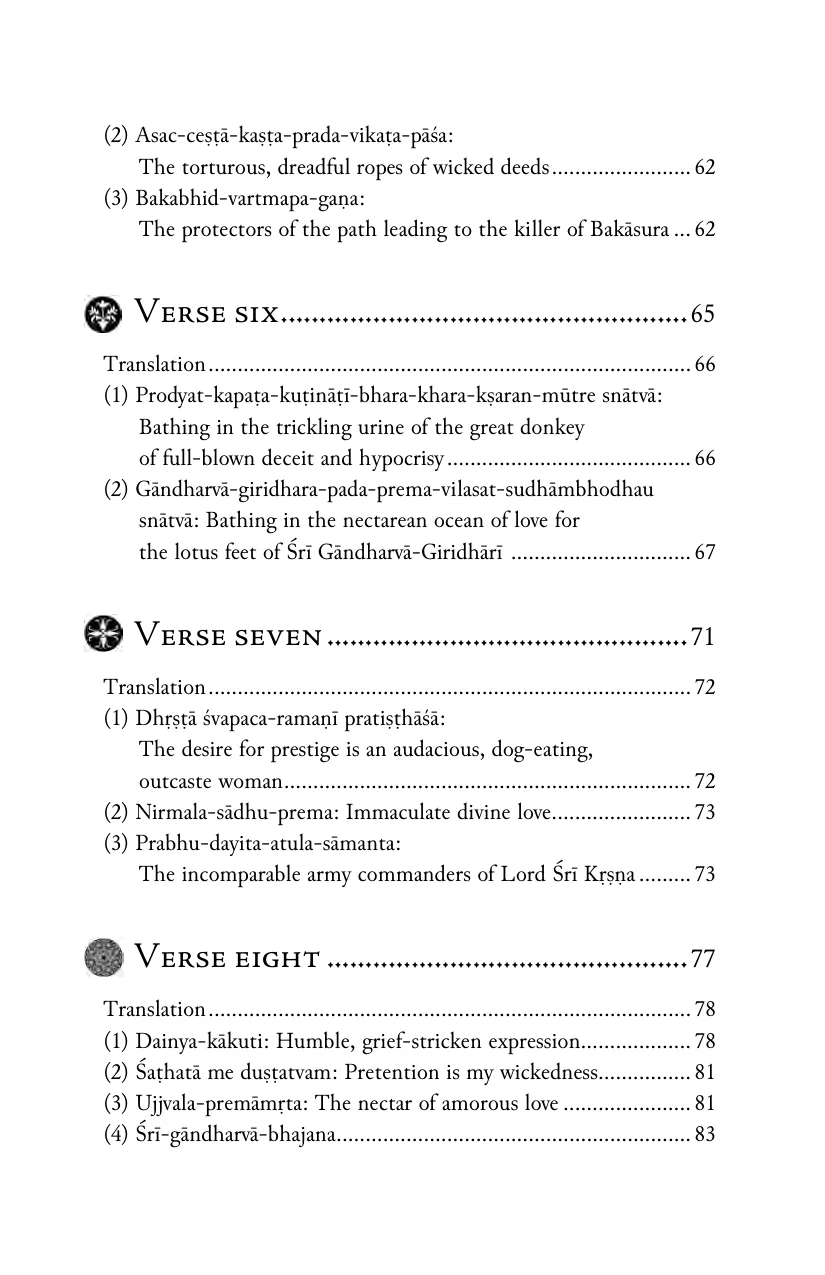 (2) Asac-ceṣṭā-kaṣṭa-prada-vikaṭa-pāśa:
The torturous, dreadful ropes of wicked deeds........................ 62
(3) Bakabhid-vartmapa-gaṇa:
The protectors of the path leading to the killer of Bakāsura ... 62
Verse six.................................................... 65
Translation.................................................................................... 66
(1) Prodyat-kapaṭa-kuṭināṭī-bhara-khara-kṣaran-mūtre snātvā:
Bathing in the trickling urine of the great donkey
of full-blown deceit and hypocrisy.......................................... 66
(2) Gāndharvā-giridhara-pada-prema-vilasat-sudhāmbhodhau
snātvā: Bathing in the nectarean ocean of love for
the lotus feet of Śrī Gāndharvā-Giridhārī ............................... 67
Verse seven .............................................. 71
Translation.................................................................................... 72
(1) Dhṛṣṭā śvapaca-ramaṇī pratiṣṭhāśā:
The desire for prestige is an audacious, dog-eating,
outcaste woman....................................................................... 72
(2) Nirmala-sādhu-prema: Immaculate divine love........................ 73
(3) Prabhu-dayita-atula-sāmanta:
The incomparable army commanders of Lord Śrī Kṛṣṇa ......... 73
Verse eight .............................................. 77
Translation.................................................................................... 78
(1) Dainya-kākuti: Humble, grief-stricken expression................... 78
(2) Śaṭhatā me duṣṭatvam: Pretention is my wickedness................ 81
(3) Ujjvala-premāmṛta: The nectar of amorous love ...................... 81
(4) Śrī-gāndharvā-bhajana.............................................................. 83